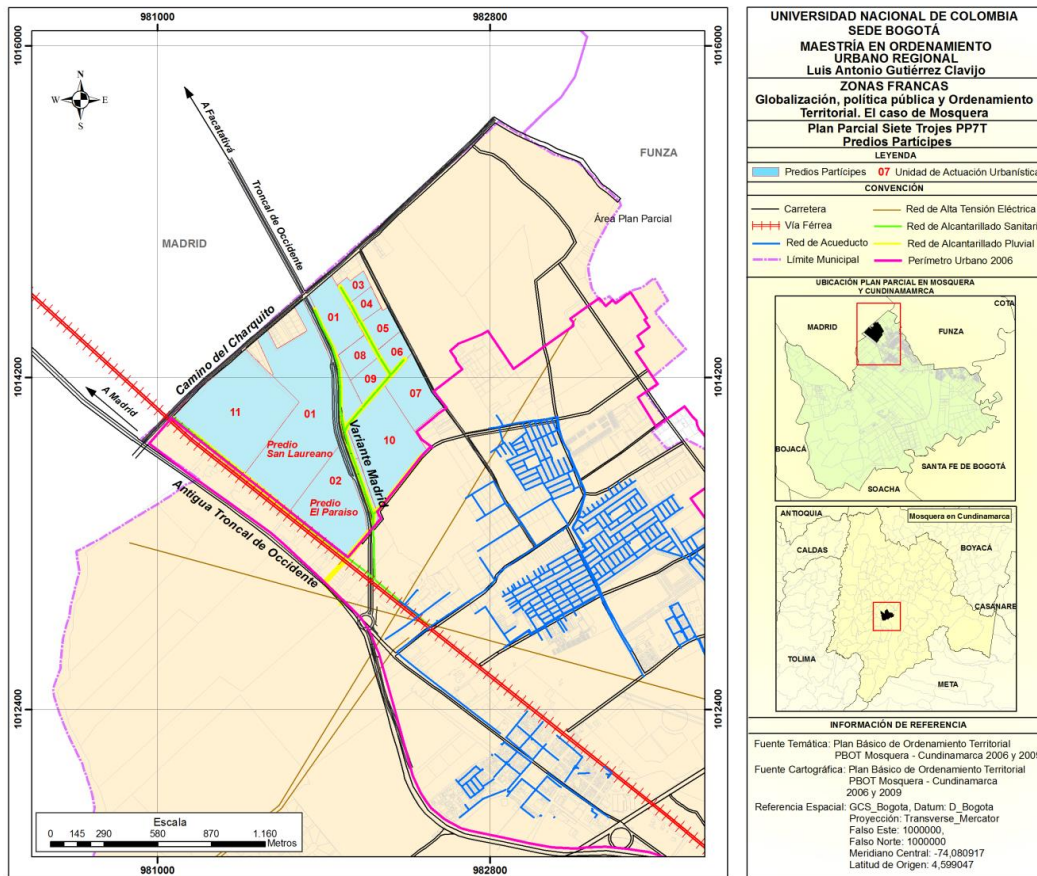 981000
982800
1016000
1016000
N
W
E
S
A Facatativá
Troncal de Occidente
FUNZA
MADRID
Área Plan Parcial
Camino del Charquito
03
04
01
05
08
06
09
07
1014200
1014200
A Madrid
11
01
10
Predio
San Laureano
02
Predio
El Paraiso
Variante Madrid
Antigua Troncal de Occidente
1012400
1012400
Escala
0 145 290 580 870 1.160
Metros
981000
982800
UNIVERSIDAD NACIONAL DE COLOMBIA
SEDE BOGOTÁ
MAESTRÍA EN ORDENAMIENTO
URBANO REGIONAL
Luis Antonio Gutiérrez Clavijo
ZONAS FRANCAS
Globalización, política pública y Ordenamiento
Territorial. El caso de Mosquera
Plan Parcial Siete Trojes PP7T
Predios Partícipes
LEYENDA
Predios Partícipes 07 Unidad de Actuación Urbanística
CONVENCIÓN
Carretera Red de Alta Tensión Eléctrica
Vía Férrea Red de Alcantarillado Sanitari
Red de Acueducto Red de Alcantarillado Pluvial
Límite Municipal Perímetro Urbano 2006
UBICACIÓN PLAN PARCIAL EN MOSQUERA
Y CUNDINAMAMRCA
COTA
MADRID
FUNZA
BOJACÁ
SANTA FE DE BOGOTÁ
SOACHA
ANTIOQUIA
Mosquera en Cundinamarca
CALDAS
BOYACÁ
CASANARE
TOLIMA
META
INFORMACIÓN DE REFERENCIA
Fuente Temática: Plan Básico de Ordenamiento Territorial
PBOT Mosquera - Cundinamarca 2006 y 2009
Fuente Cartográfica: Plan Básico de Ordenamiento Territorial
PBOT Mosquera - Cundinamarca
2006 y 2009
Referencia Espacial: GCS_Bogota, Datum: D_Bogota
Proyección: Transverse_Mercator
Falso Este: 1000000,
Falso Norte: 1000000
Meridiano Central: -74,080917
Latitud de Origen: 4,599047